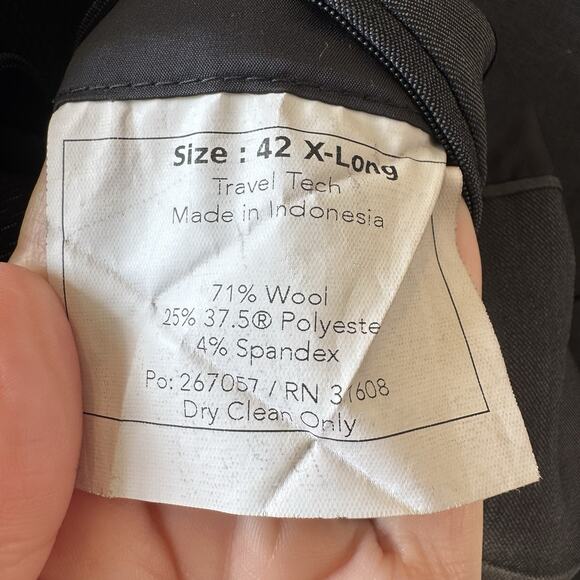 Size : 42 X-Long
Travel Tech
Made in Indonesia
71% Wool
25% 37.5® Polyeste
4% Spandex
Po: 267057 / RN 31608
Dry Clean Only